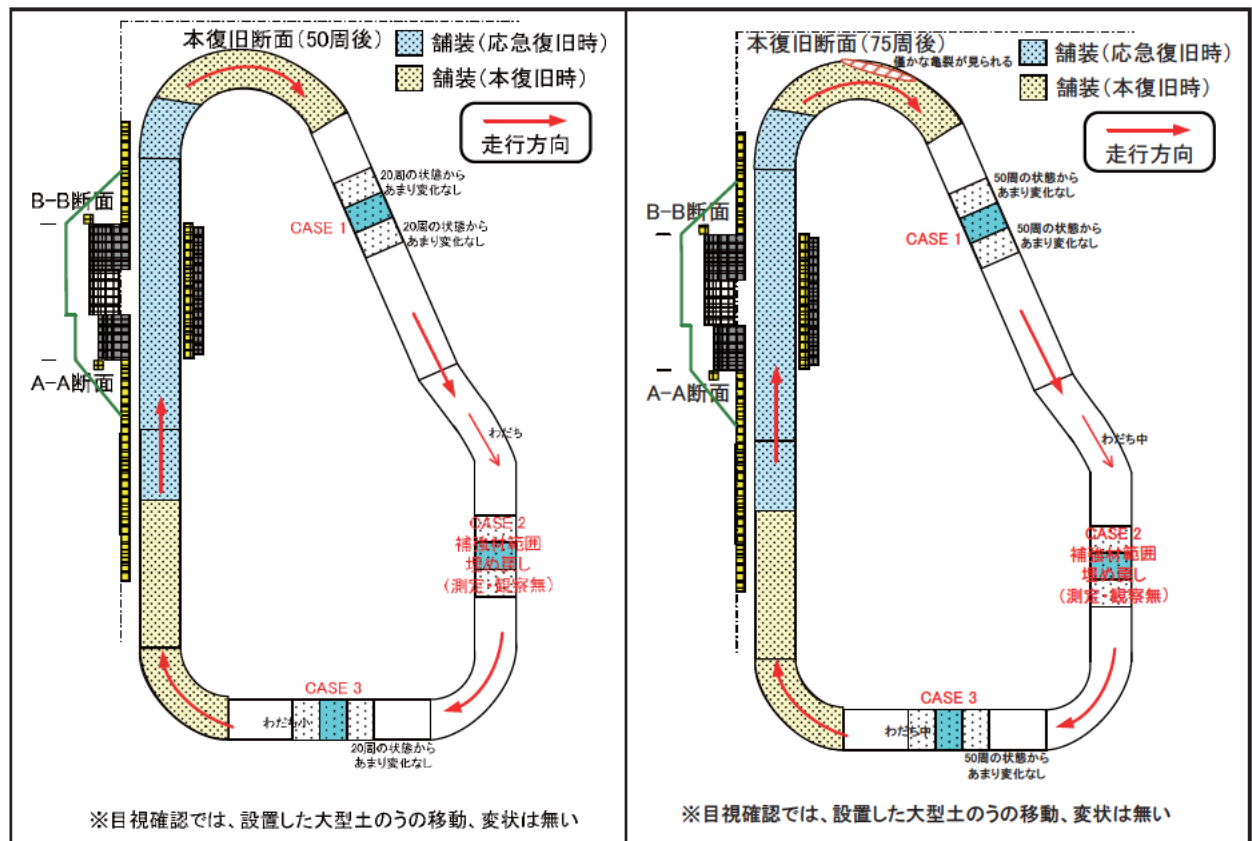 本復旧断面(50周後)
舗装(応急復旧時)
舗装(本復旧時)
走行方向
20周の状態から
あまり変化なし
B-B断面
CASE 1
20周の状態から
あまり変化なし
A-A断面
わだち
CASE 2
補強材範囲
埋め戻し
(測定・観察無)
CASE 3
わだち小
20周の状態から
あまり変化なし
※目視確認では、設置した大型土のうの移動、変状は無い
本復旧断面(75周後)
僅かな亀裂が見られる
舗装(応急復旧時)
舗装(本復旧時)
走行方向
50周の状態から
あまり変化なし
B-B断面
CASE 1
50周の状態から
あまり変化なし
A-A断面
わだち中
CASE 2
補強材範囲
埋め戻し
(測定・観察無)
CASE 3
わだち中
50周の状態から
あまり変化なし
※目視確認では、設置した大型土のうの移動、変状は無い